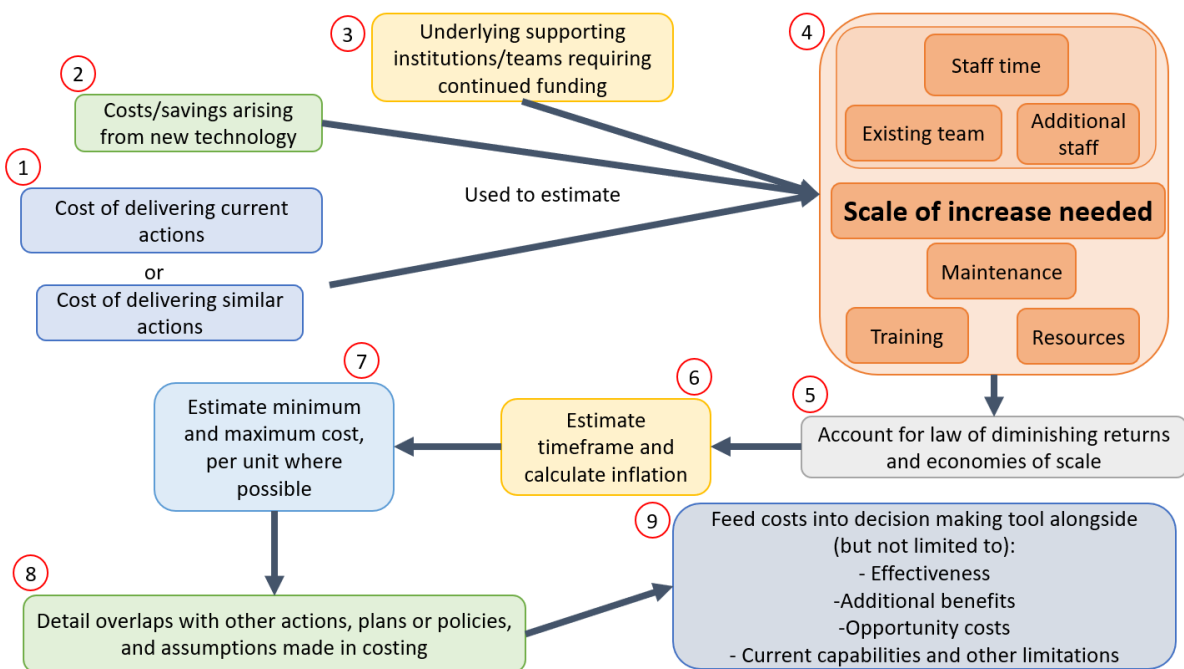 1
Cost of delivering current
actions
or
Cost of delivering similar
actions
2
Costs/savings arising
from new technology
3
Underlying supporting
institutions/teams requiring
continued funding
Used to estimate
4
Staff time
Existing team
Additional
staff
Scale of increase needed
Maintenance
Training
Resources
5
Account for law of diminishing returns
and economies of scale
6
Estimate
timeframe and
calculate inflation
7
Estimate minimum
and maximum cost,
per unit where
possible
8
Detail overlaps with other actions, plans or policies,
and assumptions made in costing
9
Feed costs into decision making tool alongside
(but not limited to):
- Effectiveness
-Additional benefits
-Opportunity costs
- Current capabilities and other limitations